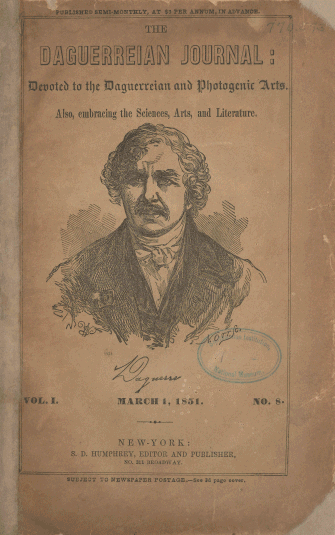 PUBLISHED SEMI-MONTHLY, AT $3 PER ANNUM, IN ADVANCE.
THE
DAGUERREIAN JOURNAL:
Devoted to the Daguerreian and Photogenic Arts.
Also, embracing the Sciences, Arts, and Literature.
Daguerre
VOL. I.
MARCH 1, 1851.
NO. 8.
NEW-YORK:
S. D. HUMPHREY, EDITOR AND PUBLISHER,
NO. BROADWAY.
SUBJECT TO NEWSPAPER POSTAGE.—See 3d page cover.